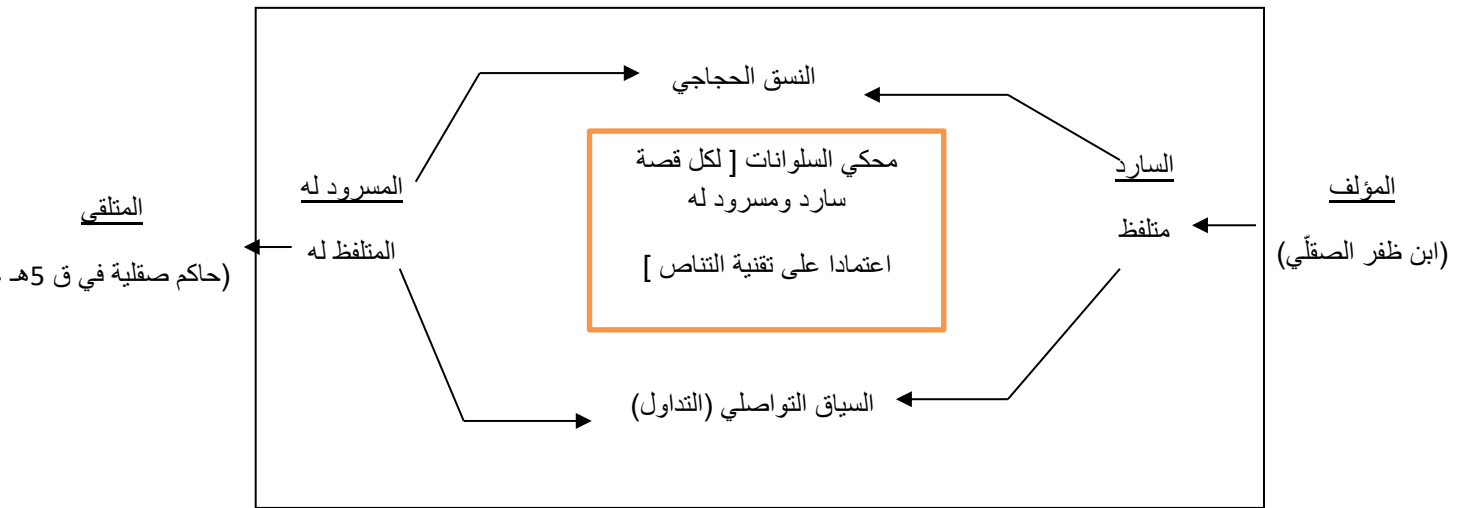 النسق الحجاجي
المؤلف
(ابن ظفر الصقلّي)
السارد
متلفظ
محكي السلوانات [ لكل قصة
سارد ومسرود له
اعتمادا على تقنية التناص ]
المسرود له
المتلفظ له
المتلقي
(حاكم صقلية في ق 5هـ
السياق التواصلي (التداول)